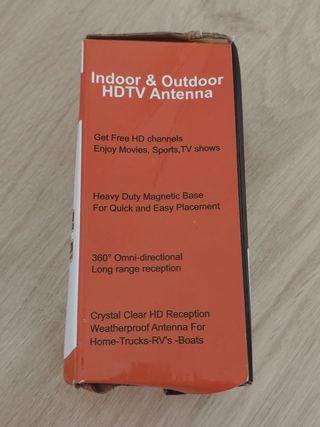 Indoor & Outdoor
HDTV Antenna
Get Free HD channels
Enjoy Movies, Sports,TV shows
Heavy Duty Magnetic Base
For Quick and Easy Placement
360° Omni-directional
Long range reception
Crystal Clear HD Reception
Weatherproof Antenna For
Home-Trucks-RV's -Boats